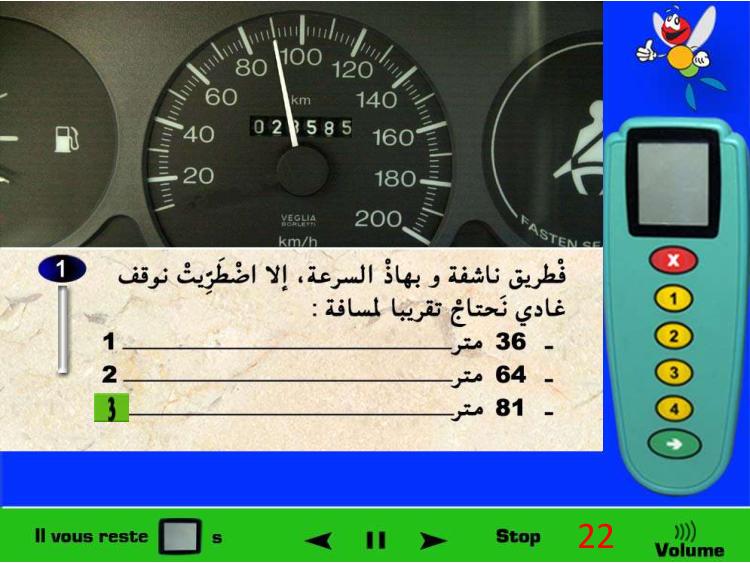 80 100 120
60 km 140
023585
40 160
20 180
VEGLIA
BORLETTI
200
km/h
FASTEN SE
1
فْطريق ناشفة و بهاذْ السرعة، إلا اضْطَرِّيتْ نوقف
غادي نَحتاجْ تقريبا لمسافة :
ـ 36 متر 1
ـ 64 متر 2
ـ 81 متر 3
X
1
2
3
4
Il vous reste s Stop 22 Volume